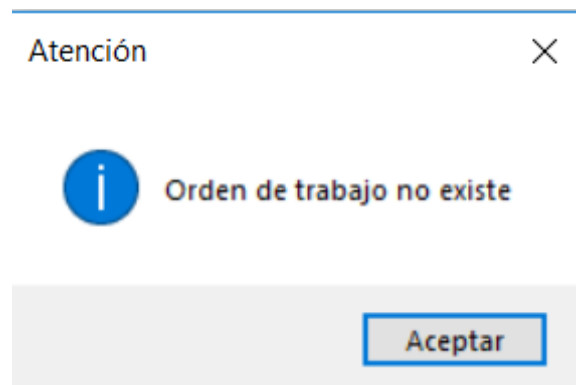 Atención
Orden de trabajo no existe
Aceptar